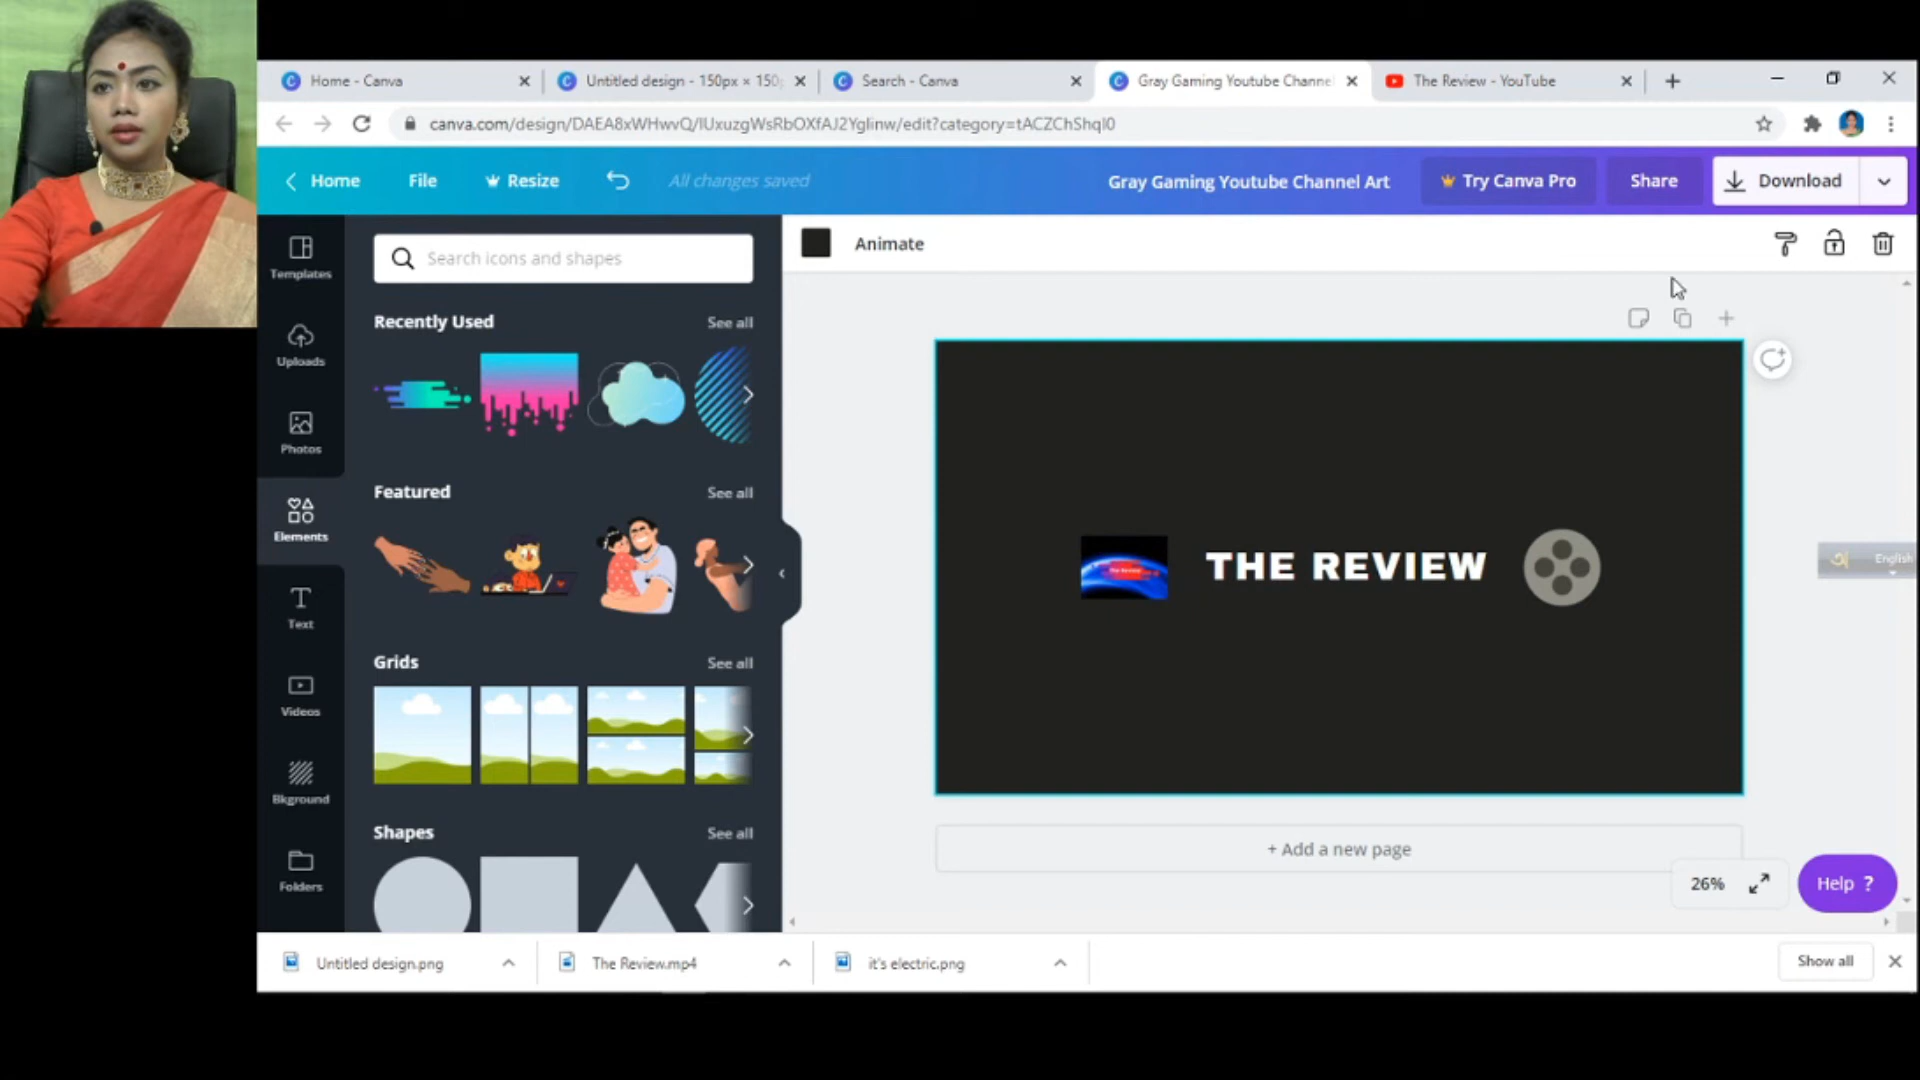 Home - Canva
Untitled design - 150px × 150
Search - Canva
Gray Gaming Youtube Channe
The Review - YouTube
canva.com/design/DAEA8xWHwvQ/IUxuzgWsRbOXfAJ2YgIinw/edit?category=tACZChShqI0
Home
File
Resize
All changes saved
Gray Gaming Youtube Channel Art
Try Canva Pro
Share
Download
Templates
Uploads
Photos
Elements
Text
Videos
Bkground
Folders
Search icons and shapes
Recently Used
See all
Featured
See all
Grids
See all
Shapes
See all
Animate
THE REVIEW
English
+ Add a new page
26%
Help ?
Untitled design.png
The Review.mp4
it's electric.png
Show all